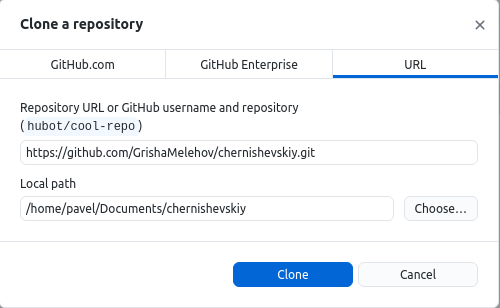 Clone a repository
GitHub.com
GitHub Enterprise
URL
Repository URL or GitHub username and repository
(hubot/cool-repo)
https://github.com/GrishaMelehov/chernishevskiy.git
Local path
/home/pavel/Documents/chernishevskiy
Choose...
Clone
Cancel